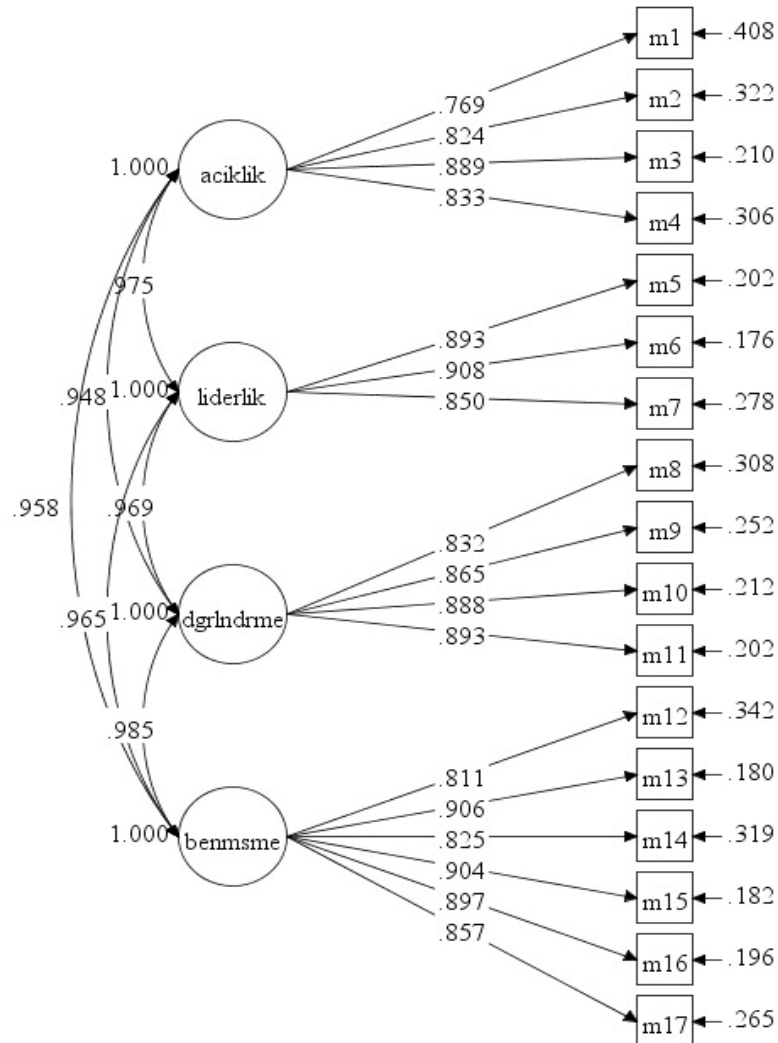 m1
.408
.769
m2
.322
.824
1.000
aciklik
.889
m3
.210
.833
m4
.306
.975
m5
.202
.893
m6
.176
.908
.948
1.000
liderlik
.850
m7
.278
m8
.308
.958
.969
.832
m9
.252
.865
m10
.212
.965
1.000
dgrlndrme
.888
.893
m11
.202
m12
.342
.985
.811
m13
.180
.906
1.000
benmsme
.825
m14
.319
.904
m15
.182
.897
.857
m16
.196
m17
.265